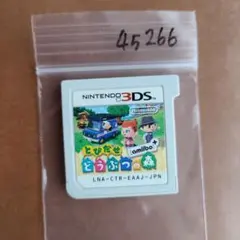 45266
NINTENDO 3DS
とびだせ
どうぶつの森
amiibo+
LNA-CTR-EAAJ-JPN